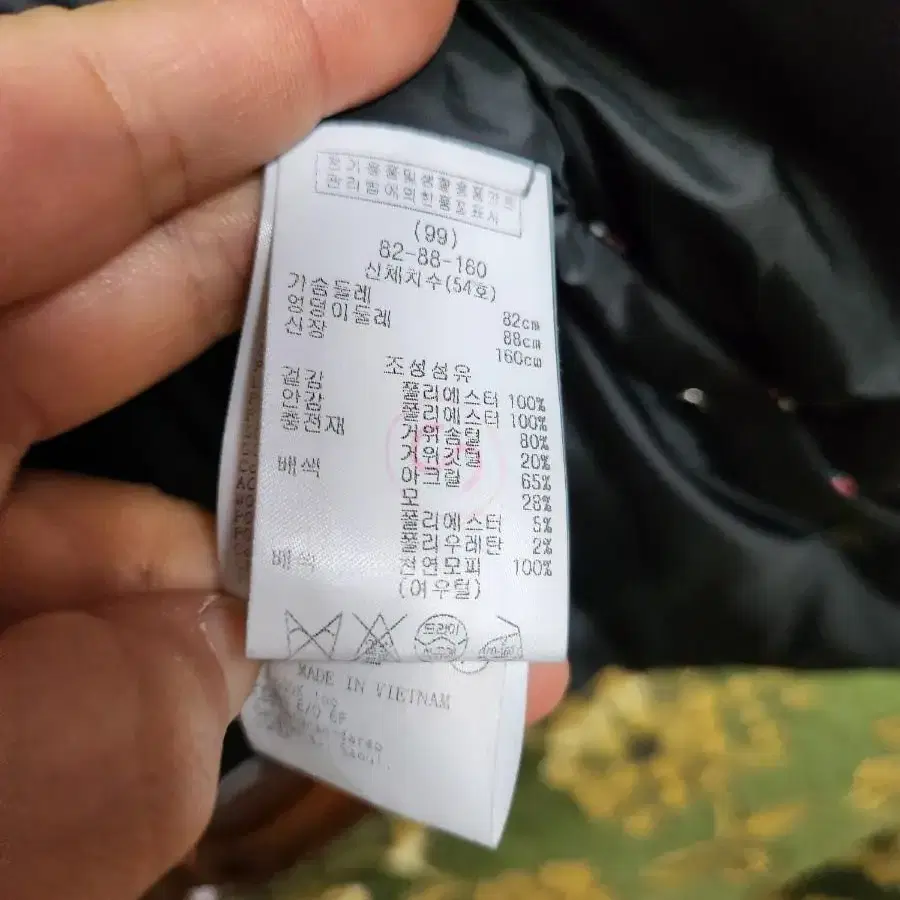 전기용품및생활용품안전
관리법에의한품질표시
(99)
82-88-160
신체치수(54호)
가슴둘레 82cm
엉덩이둘레 88cm
신장 160cm
조성섬유
겉감 폴리에스터 100%
안감 폴리에스터 100%
충전재 거위솜털 80%
거위깃털 20%
배색 아크릴 65%
모 28%
폴리에스터 5%
폴리우레탄 2%
배색 천연모피 100%
(여우털)
드라이
MADE IN VIETNAM
6F